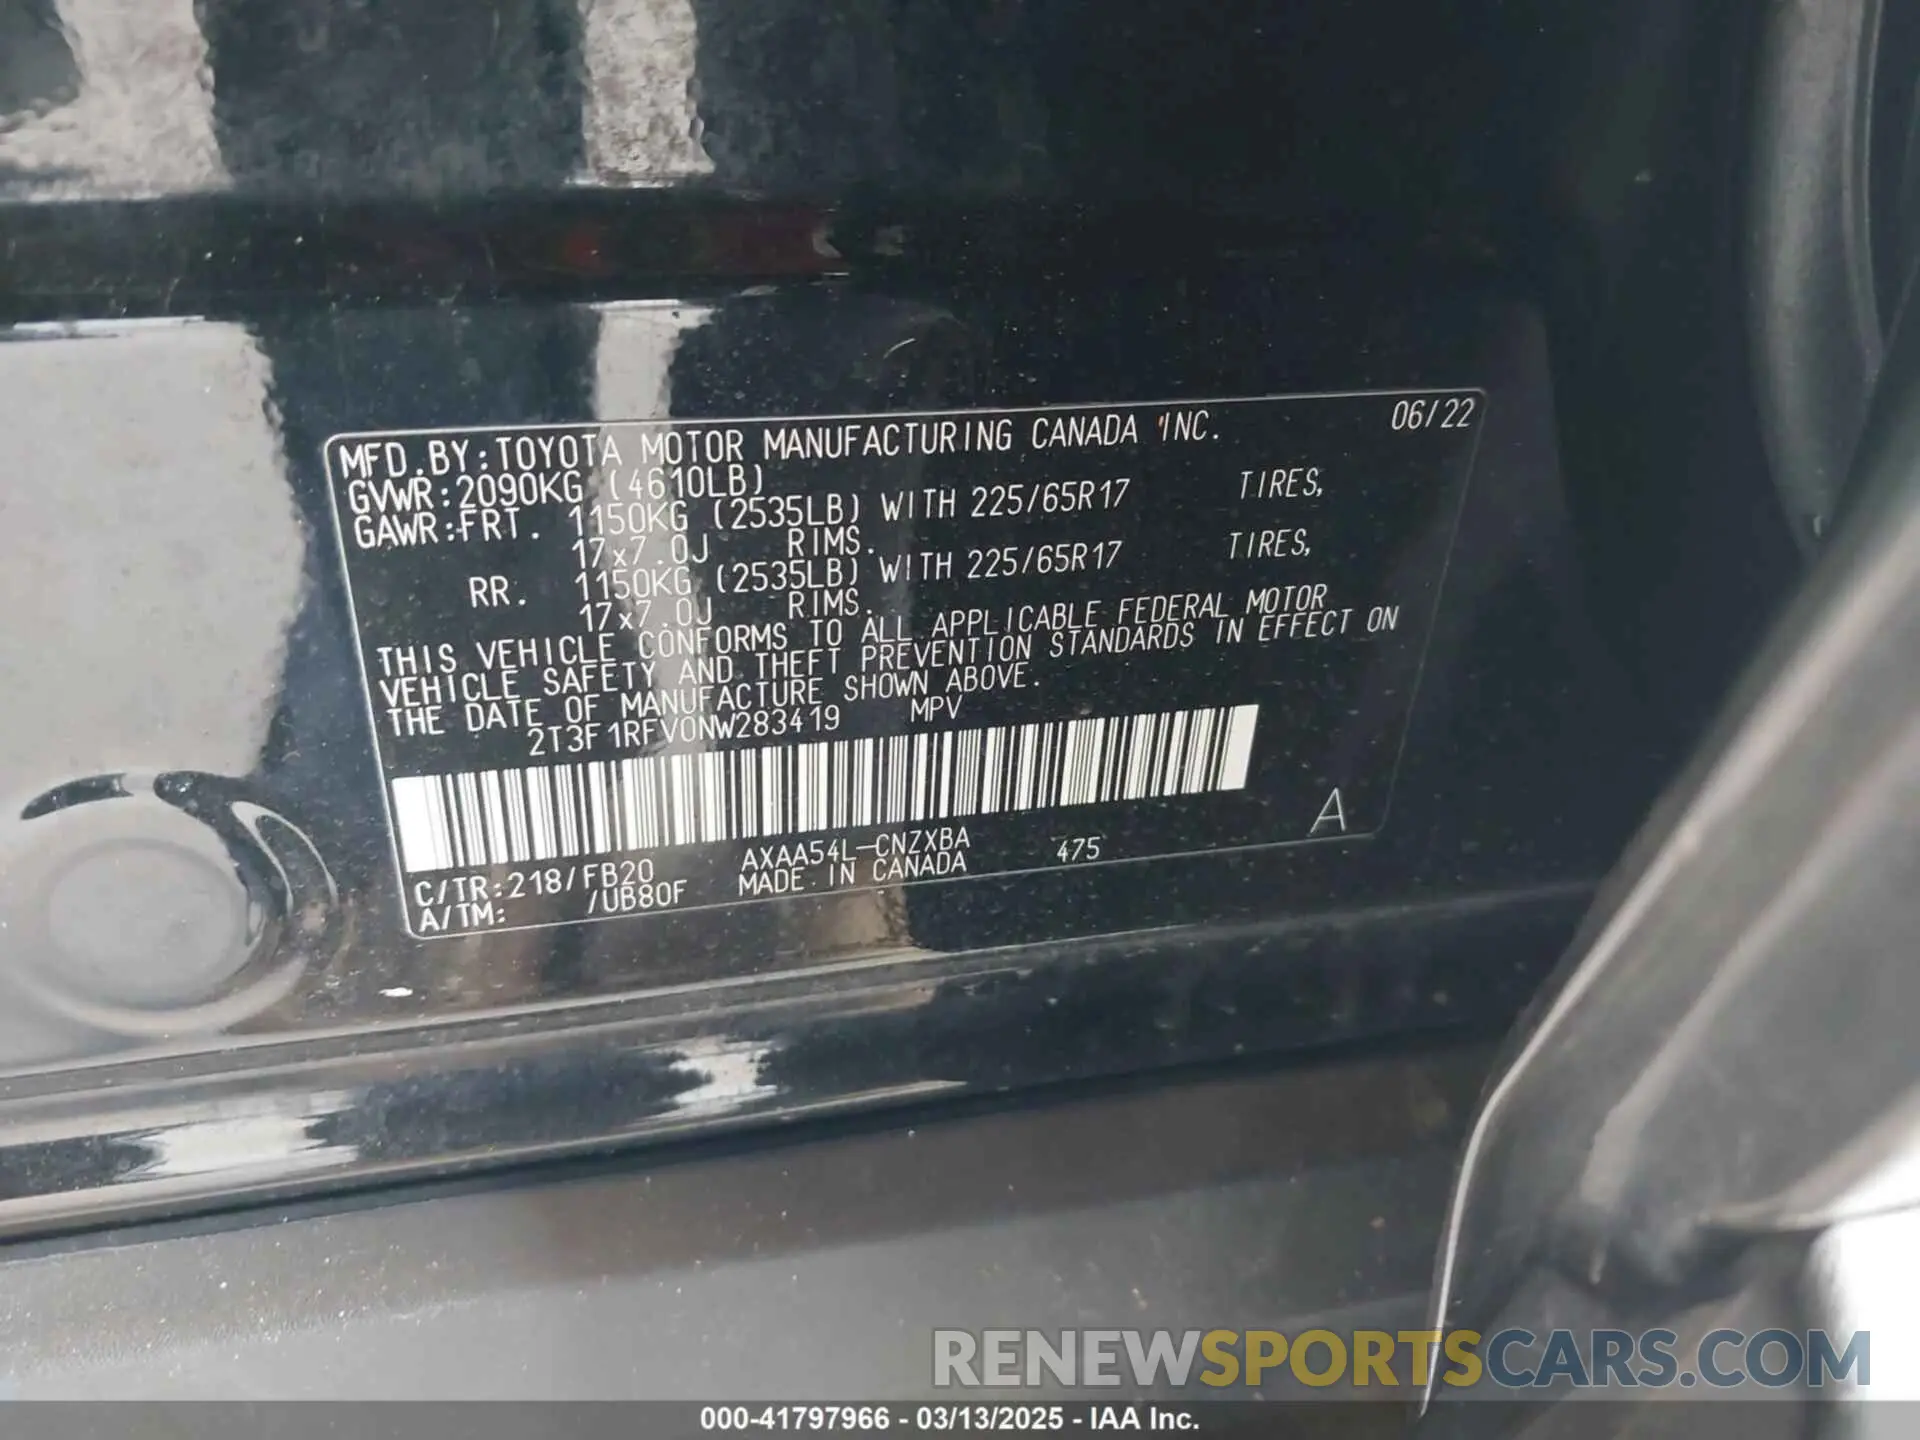 MFD.BY:TOYOTA MOTOR MANUFACTURING CANADA INC. 06/22
GVWR:2090KG (4610LB)
GAWR:FRT. 1150KG (2535LB) WITH 225/65R17 TIRES,
17x7.0J RIMS.
RR. 1150KG (2535LB) WITH 225/65R17 TIRES,
17x7.0J RIMS.
THIS VEHICLE CONFORMS TO ALL APPLICABLE FEDERAL MOTOR
VEHICLE SAFETY AND THEFT PREVENTION STANDARDS IN EFFECT ON
THE DATE OF MANUFACTURE SHOWN ABOVE.
2T3F1RFV0NW283419 MPV
A
C/TR:218/FB20 AXAA54L-CNZXBA 475
A/TM: /UB80F MADE IN CANADA
RENEWSPORTSCARS.COM
000-41797966 - 03/13/2025 - IAA Inc.